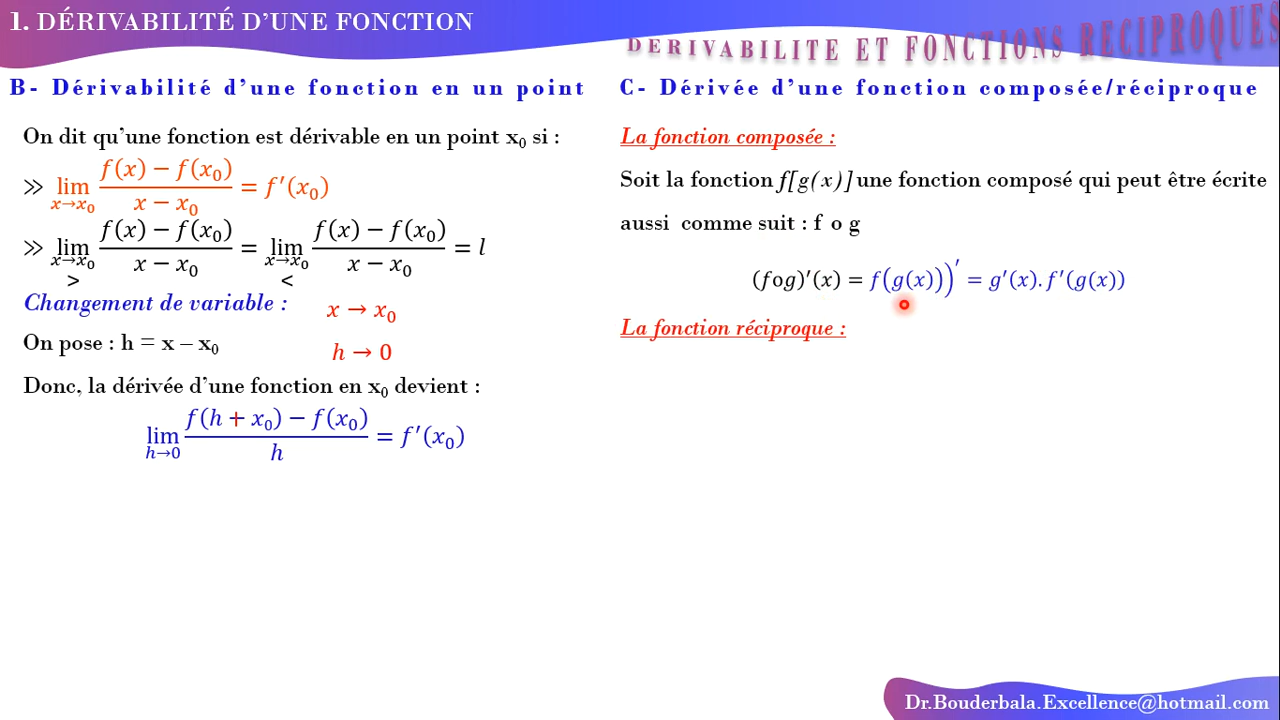 1. DÉRIVABILITÉ D’UNE FONCTION
DERIVABILITE ET FONCTIONS RECIPROQUES
B- Dérivabilité d’une fonction en un point
On dit qu’une fonction est dérivable en un point x₀ si :
≫ lim x→x₀ (f(x) − f(x₀))/(x − x₀) = f′(x₀)
≫ lim x→x₀ > (f(x) − f(x₀))/(x − x₀) = lim x→x₀ < (f(x) − f(x₀))/(x − x₀) = l
Changement de variable :
x → x₀
On pose : h = x – x₀
h → 0
Donc, la dérivée d’une fonction en x₀ devient :
lim h→0 (f(h + x₀) − f(x₀))/h = f′(x₀)
C- Dérivée d’une fonction composée/réciproque
La fonction composée :
Soit la fonction f[g(x)] une fonction composé qui peut être écrite
aussi comme suit : f o g
(fog)′(x) = f(g(x)))′ = g′(x). f′(g(x))
La fonction réciproque :
Dr.Bouderbala.Excellence@hotmail.com